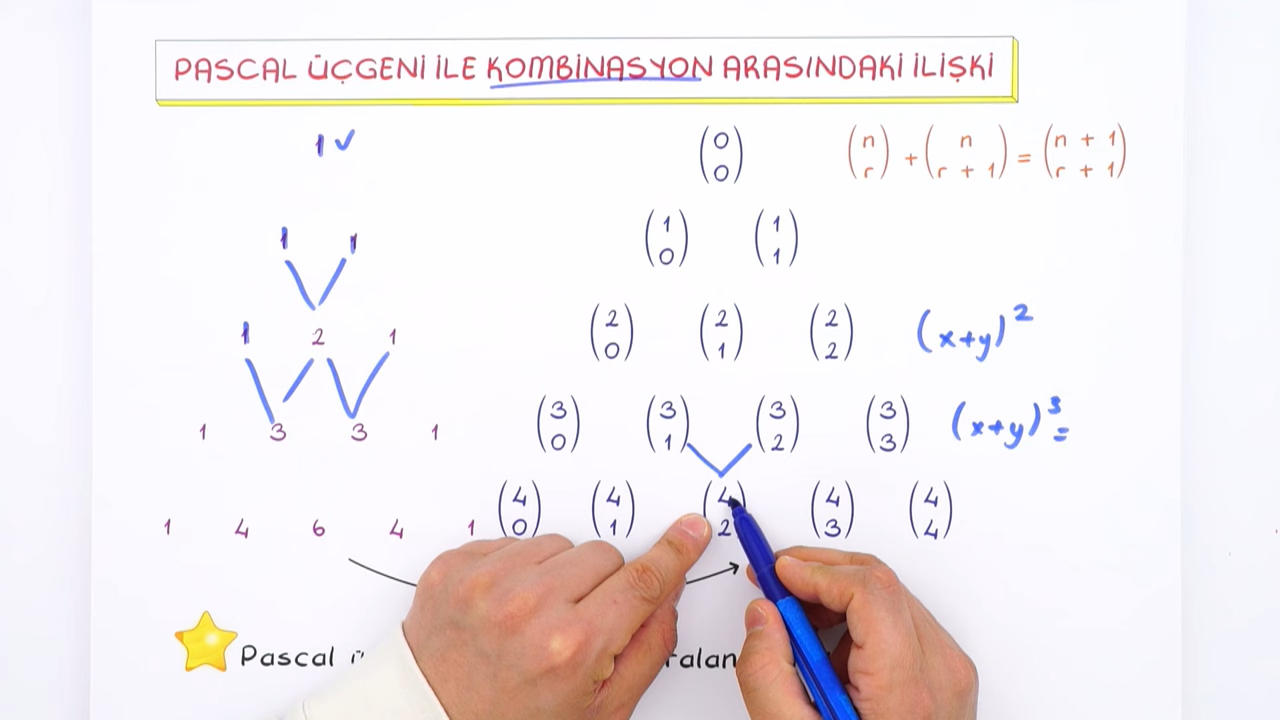 PASCAL ÜÇGENİ İLE KOMBİNASYON ARASINDAKİ İLİŞKİ
1 ✓
(0 0) (n r) + (n r + 1) = (n + 1 r + 1)
1 1
(1 0) (1 1)
1 2 1
(2 0) (2 1) (2 2) (x+y)²
1 3 3 1
(3 0) (3 1) (3 2) (3 3) (x+y)³ =
1 4 6 4 1
(4 0) (4 1) (4 2) (4 3) (4 4)
Pascal